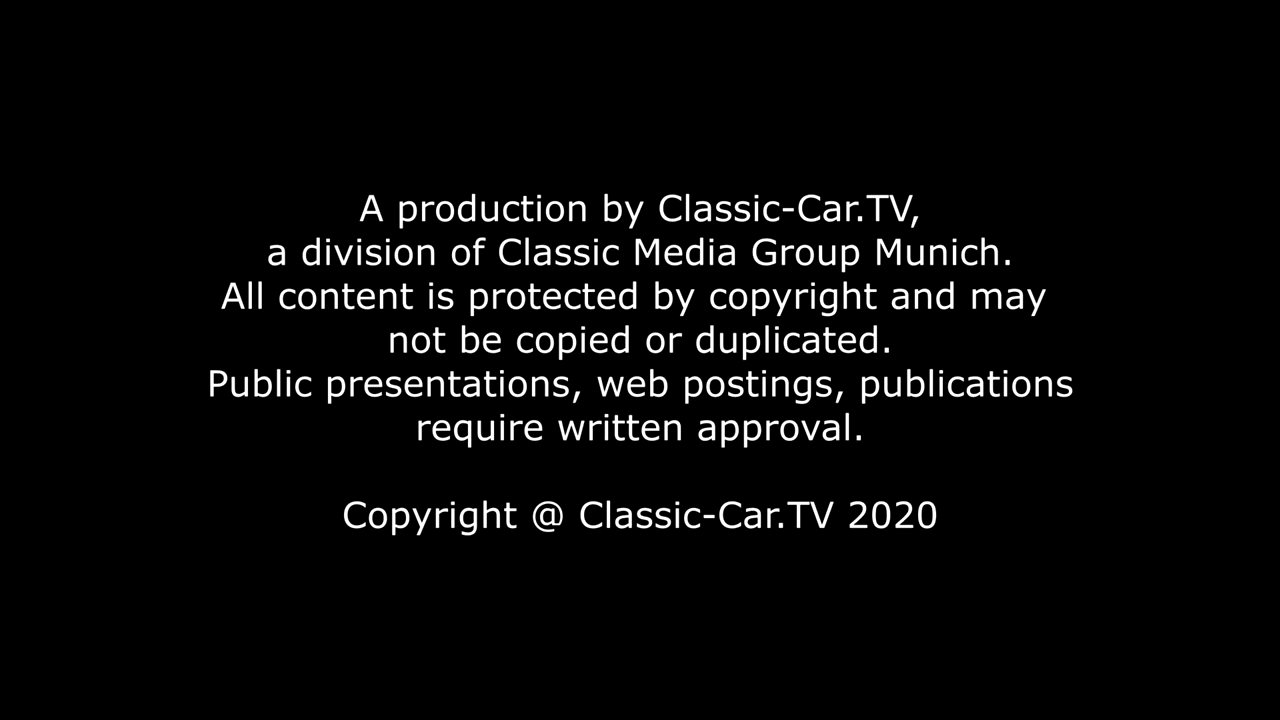 A production by Classic-Car.TV,
a division of Classic Media Group Munich.
All content is protected by copyright and may
not be copied or duplicated.
Public presentations, web postings, publications
require written approval.
Copyright @ Classic-Car.TV 2020